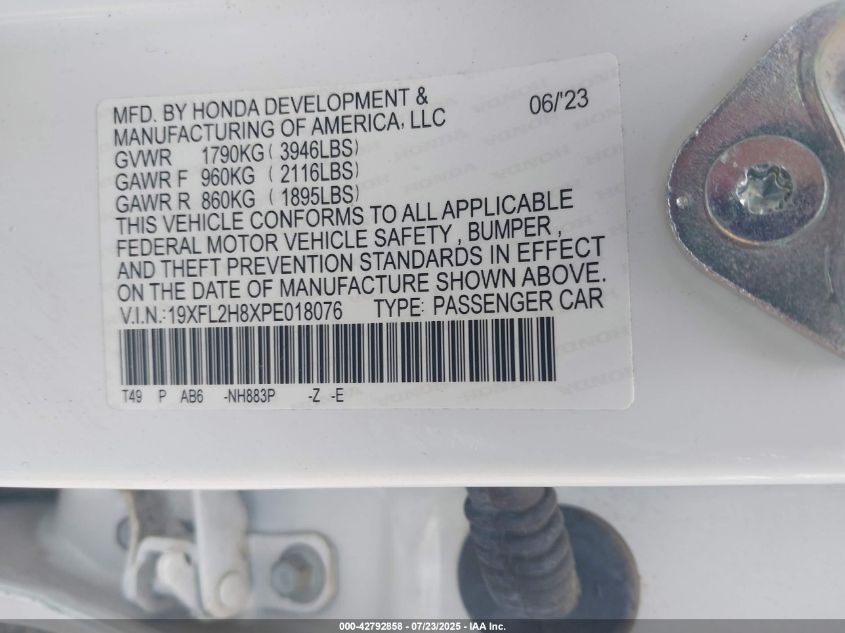 MFD. BY HONDA DEVELOPMENT &
MANUFACTURING OF AMERICA, LLC 06/'23
GVWR 1790KG ( 3946LBS)
GAWR F 960KG ( 2116LBS)
GAWR R 860KG ( 1895LBS)
THIS VEHICLE CONFORMS TO ALL APPLICABLE
FEDERAL MOTOR VEHICLE SAFETY , BUMPER ,
AND THEFT PREVENTION STANDARDS IN EFFECT
ON THE DATE OF MANUFACTURE SHOWN ABOVE.
V.I.N.:19XFL2H8XPE018076 TYPE: PASSENGER CAR
T49 P AB6 -NH883P -Z -E
000-42792858 - 07/23/2025 - IAA Inc.